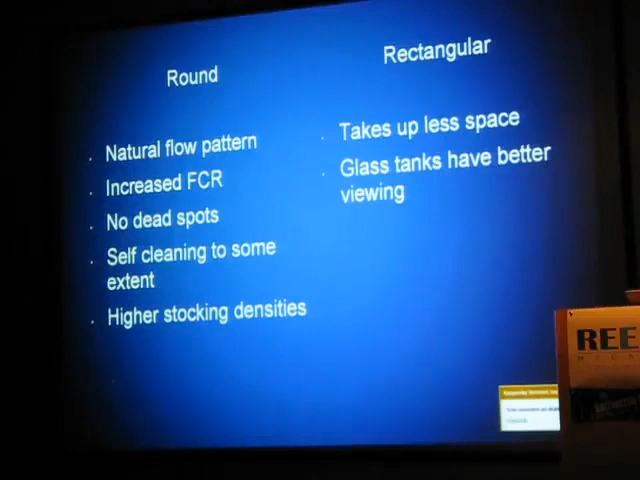 Round
Natural flow pattern
Increased FCR
No dead spots
Self cleaning to some
extent
Higher stocking densities
Rectangular
Takes up less space
Glass tanks have better
viewing
REE